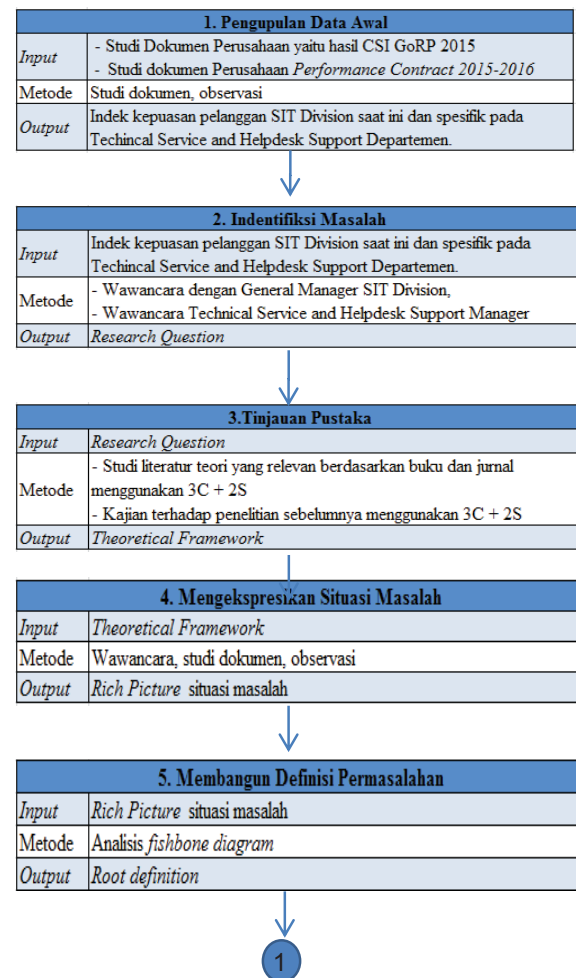 1. Pengupulan Data Awal
Input
- Studi Dokumen Perusahaan yaitu hasil CSI GoRP 2015
- Studi dokumen Perusahaan Performance Contract 2015-2016
Metode Studi dokumen, observasi
Output
Indek kepuasan pelanggan SIT Division saat ini dan spesifik pada
Techincal Service and Helpdesk Support Departemen.
2. Indentifiksi Masalah
Input
Indek kepuasan pelanggan SIT Division saat ini dan spesifik pada
Techincal Service and Helpdesk Support Departemen.
Metode
- Wawancara dengan General Manager SIT Division,
- Wawancara Technical Service and Helpdesk Support Manager
Output Research Question
3.Tinjauan Pustaka
Input Research Question
Metode
- Studi literatur teori yang relevan berdasarkan buku dan jurnal
menggunakan 3C + 2S
- Kajian terhadap penelitian sebelumnya menggunakan 3C + 2S
Output Theoretical Framework
4. Mengekspresikan Situasi Masalah
Input Theoretical Framework
Metode Wawancara, studi dokumen, observasi
Output Rich Picture situasi masalah
5. Membangun Definisi Permasalahan
Input Rich Picture situasi masalah
Metode Analisis fishbone diagram
Output Root definition
1